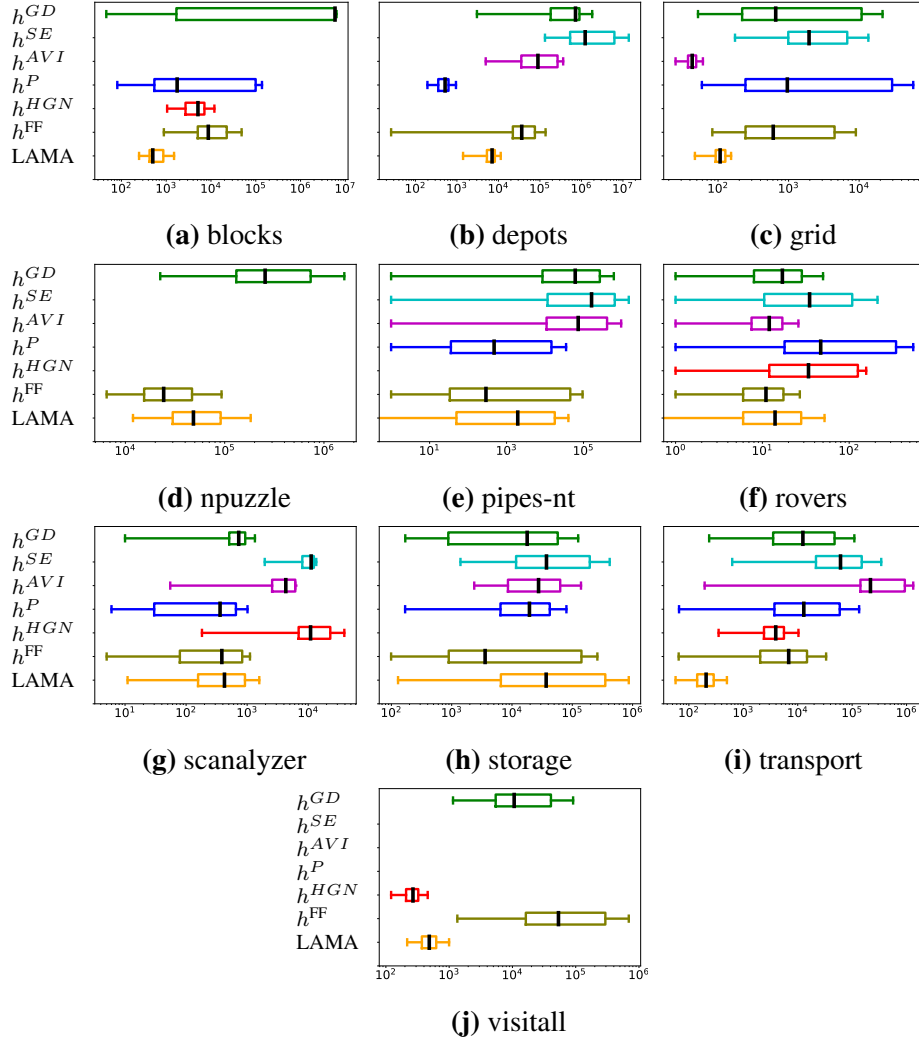 h^GD
h^SE
h^AVI
h^P
h^HGN
h^FF
LAMA
10^2 10^3 10^4 10^5 10^6 10^7
10^2 10^3 10^4 10^5 10^6 10^7
10^2 10^3 10^4
(a) blocks (b) depots (c) grid
h^GD
h^SE
h^AVI
h^P
h^HGN
h^FF
LAMA
10^4 10^5 10^6
10^1 10^3 10^5
10^0 10^1 10^2
(d) npuzzle (e) pipes-nt (f) rovers
h^GD
h^SE
h^AVI
h^P
h^HGN
h^FF
LAMA
10^1 10^2 10^3 10^4
10^2 10^3 10^4 10^5 10^6
10^2 10^3 10^4 10^5 10^6
(g) scanalyzer (h) storage (i) transport
h^GD
h^SE
h^AVI
h^P
h^HGN
h^FF
LAMA
10^2 10^3 10^4 10^5 10^6
(j) visitall